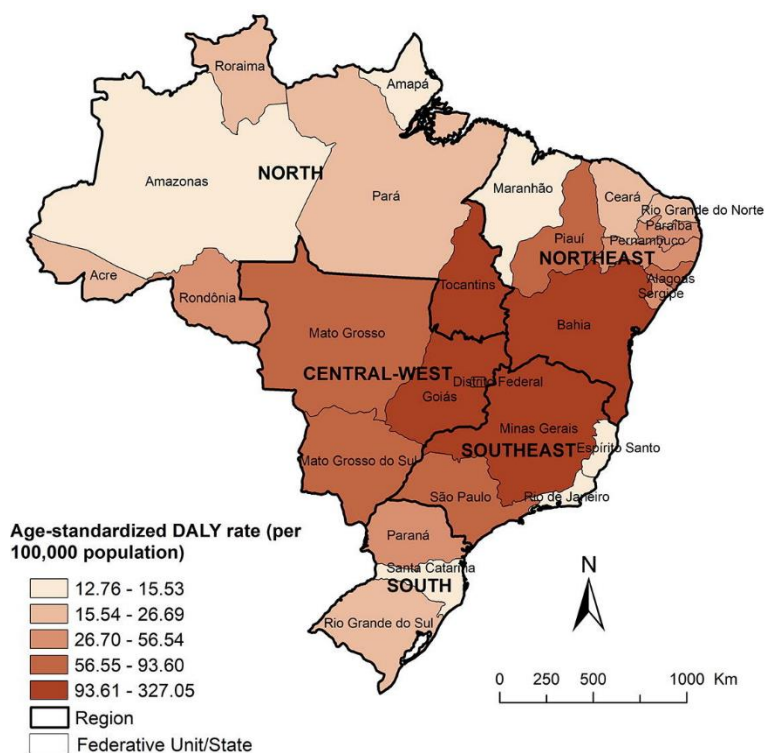 Roraima
Amapá
Amazonas
NORTH
Pará
Maranhão
Ceará
Rio Grande do Norte
Paraíba
Piauí
Pernambuco
NORTHEAST
Acre
Rondônia
Tocantins
Alagoas
Sergipe
Mato Grosso
Bahia
CENTRAL-WEST
Distrito Federal
Goiás
Minas Gerais
SOUTHEAST
Espírito Santo
Mato Grosso do Sul
São Paulo
Rio de Janeiro
Paraná
Santa Catarina
SOUTH
Rio Grande do Sul
Age-standardized DALY rate (per
100,000 population)
12.76 - 15.53
15.54 - 26.69
26.70 - 56.54
56.55 - 93.60
93.61 - 327.05
Region
Federative Unit/State
N
0 250 500 1000 Km